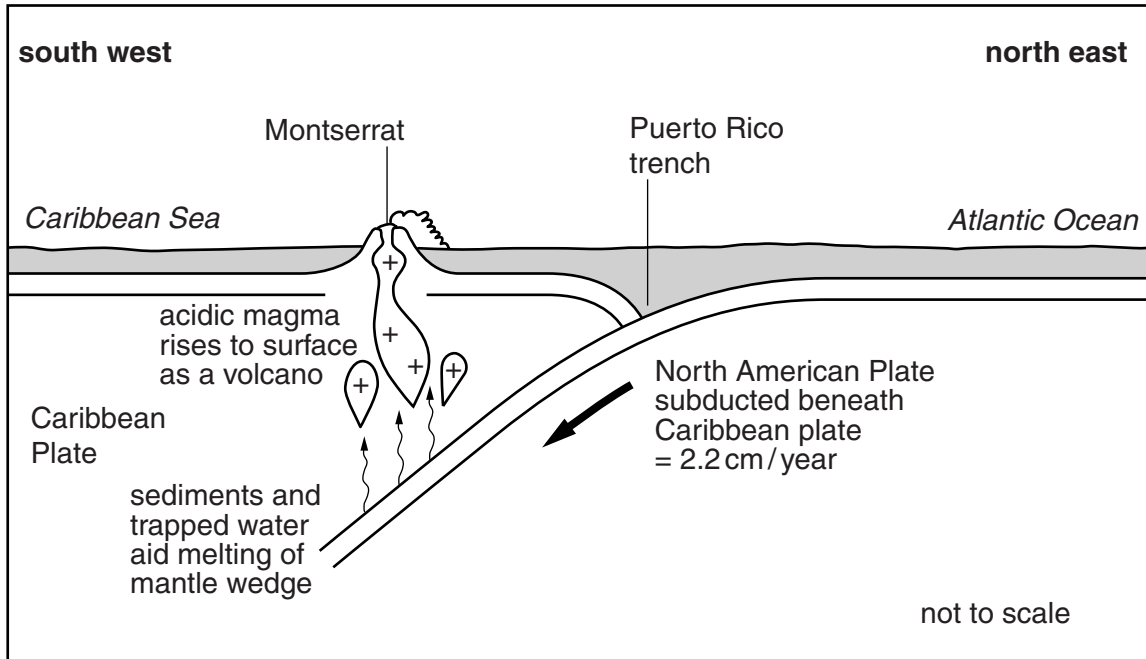 south west
north east
Montserrat
Puerto Rico
trench
Caribbean Sea
Atlantic Ocean
acidic magma
rises to surface
as a volcano
North American Plate
subducted beneath
Caribbean plate
= 2.2 cm / year
Caribbean
Plate
sediments and
trapped water
aid melting of
mantle wedge
not to scale